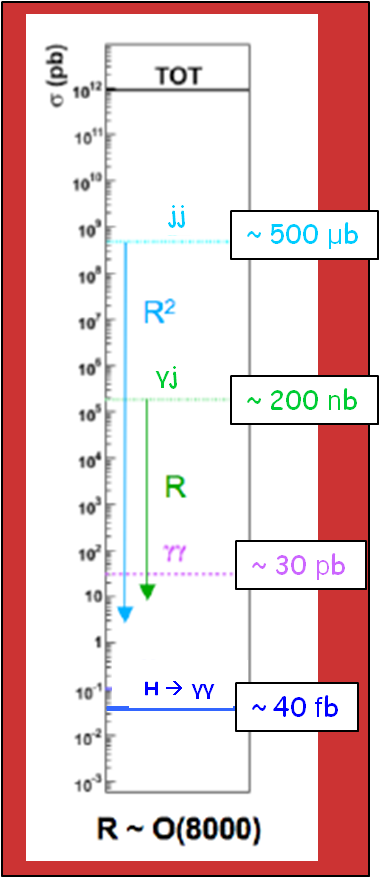 σ (pb)
TOT
10¹²
10¹¹
10¹⁰
jj
10⁹
~ 500 µb
10⁸
R²
10⁷
10⁶
γj
10⁵
~ 200 nb
10⁴
R
10³
10²
γγ
~ 30 pb
10
1
10⁻¹
H → γγ
~ 40 fb
10⁻²
10⁻³
R ~ O(8000)